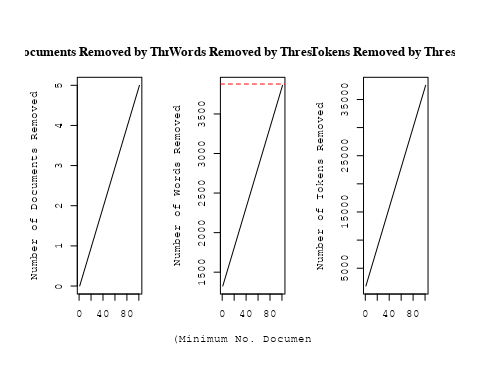 ocuments Removed by Thr
Words Removed by Thres
Tokens Removed by Thres
Number of Documents Removed
0 1 2 3 4 5
0 40 80
Number of Words Removed
1500 2000 2500 3000 3500
0 40 80
Number of Tokens Removed
5000 15000 25000 35000
0 40 80
(Minimum No. Documen